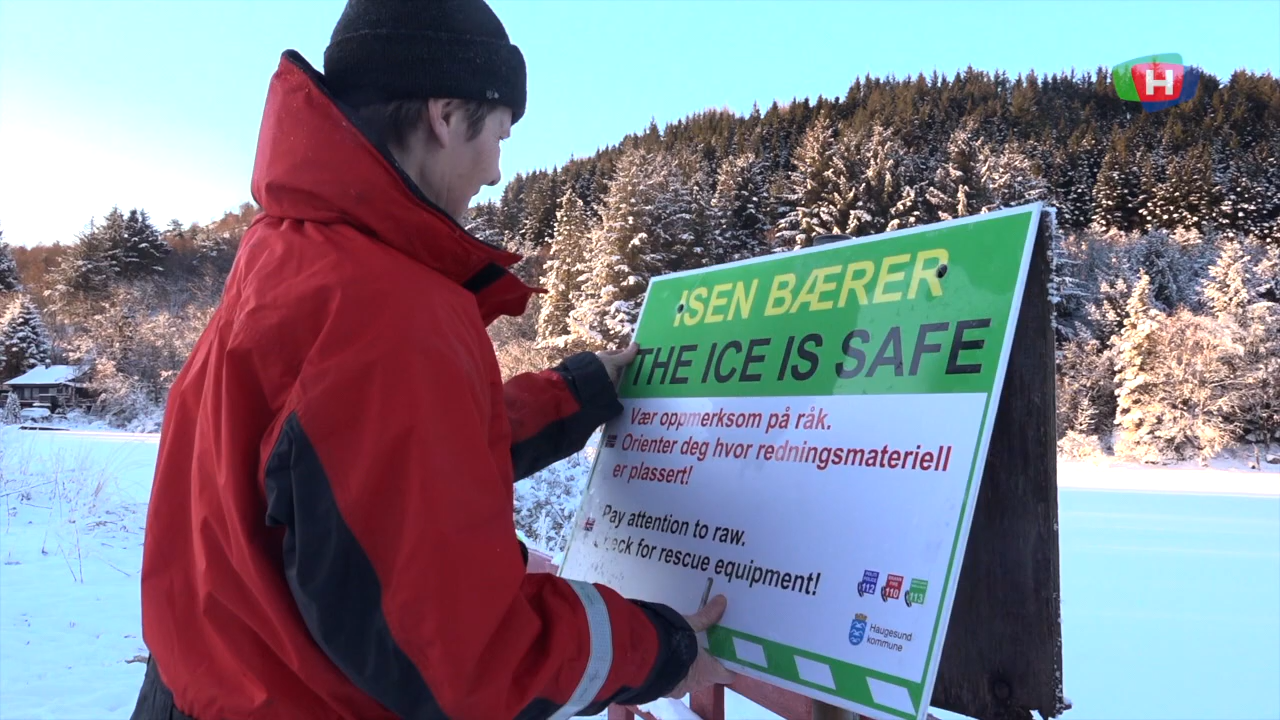 H
ISEN BÆRER
THE ICE IS SAFE
Vær oppmerksom på råk.
Orienter deg hvor redningsmateriell
er plassert!
Pay attention to raw.
for rescue equipment!
112 110 113
Haugesund
kommune